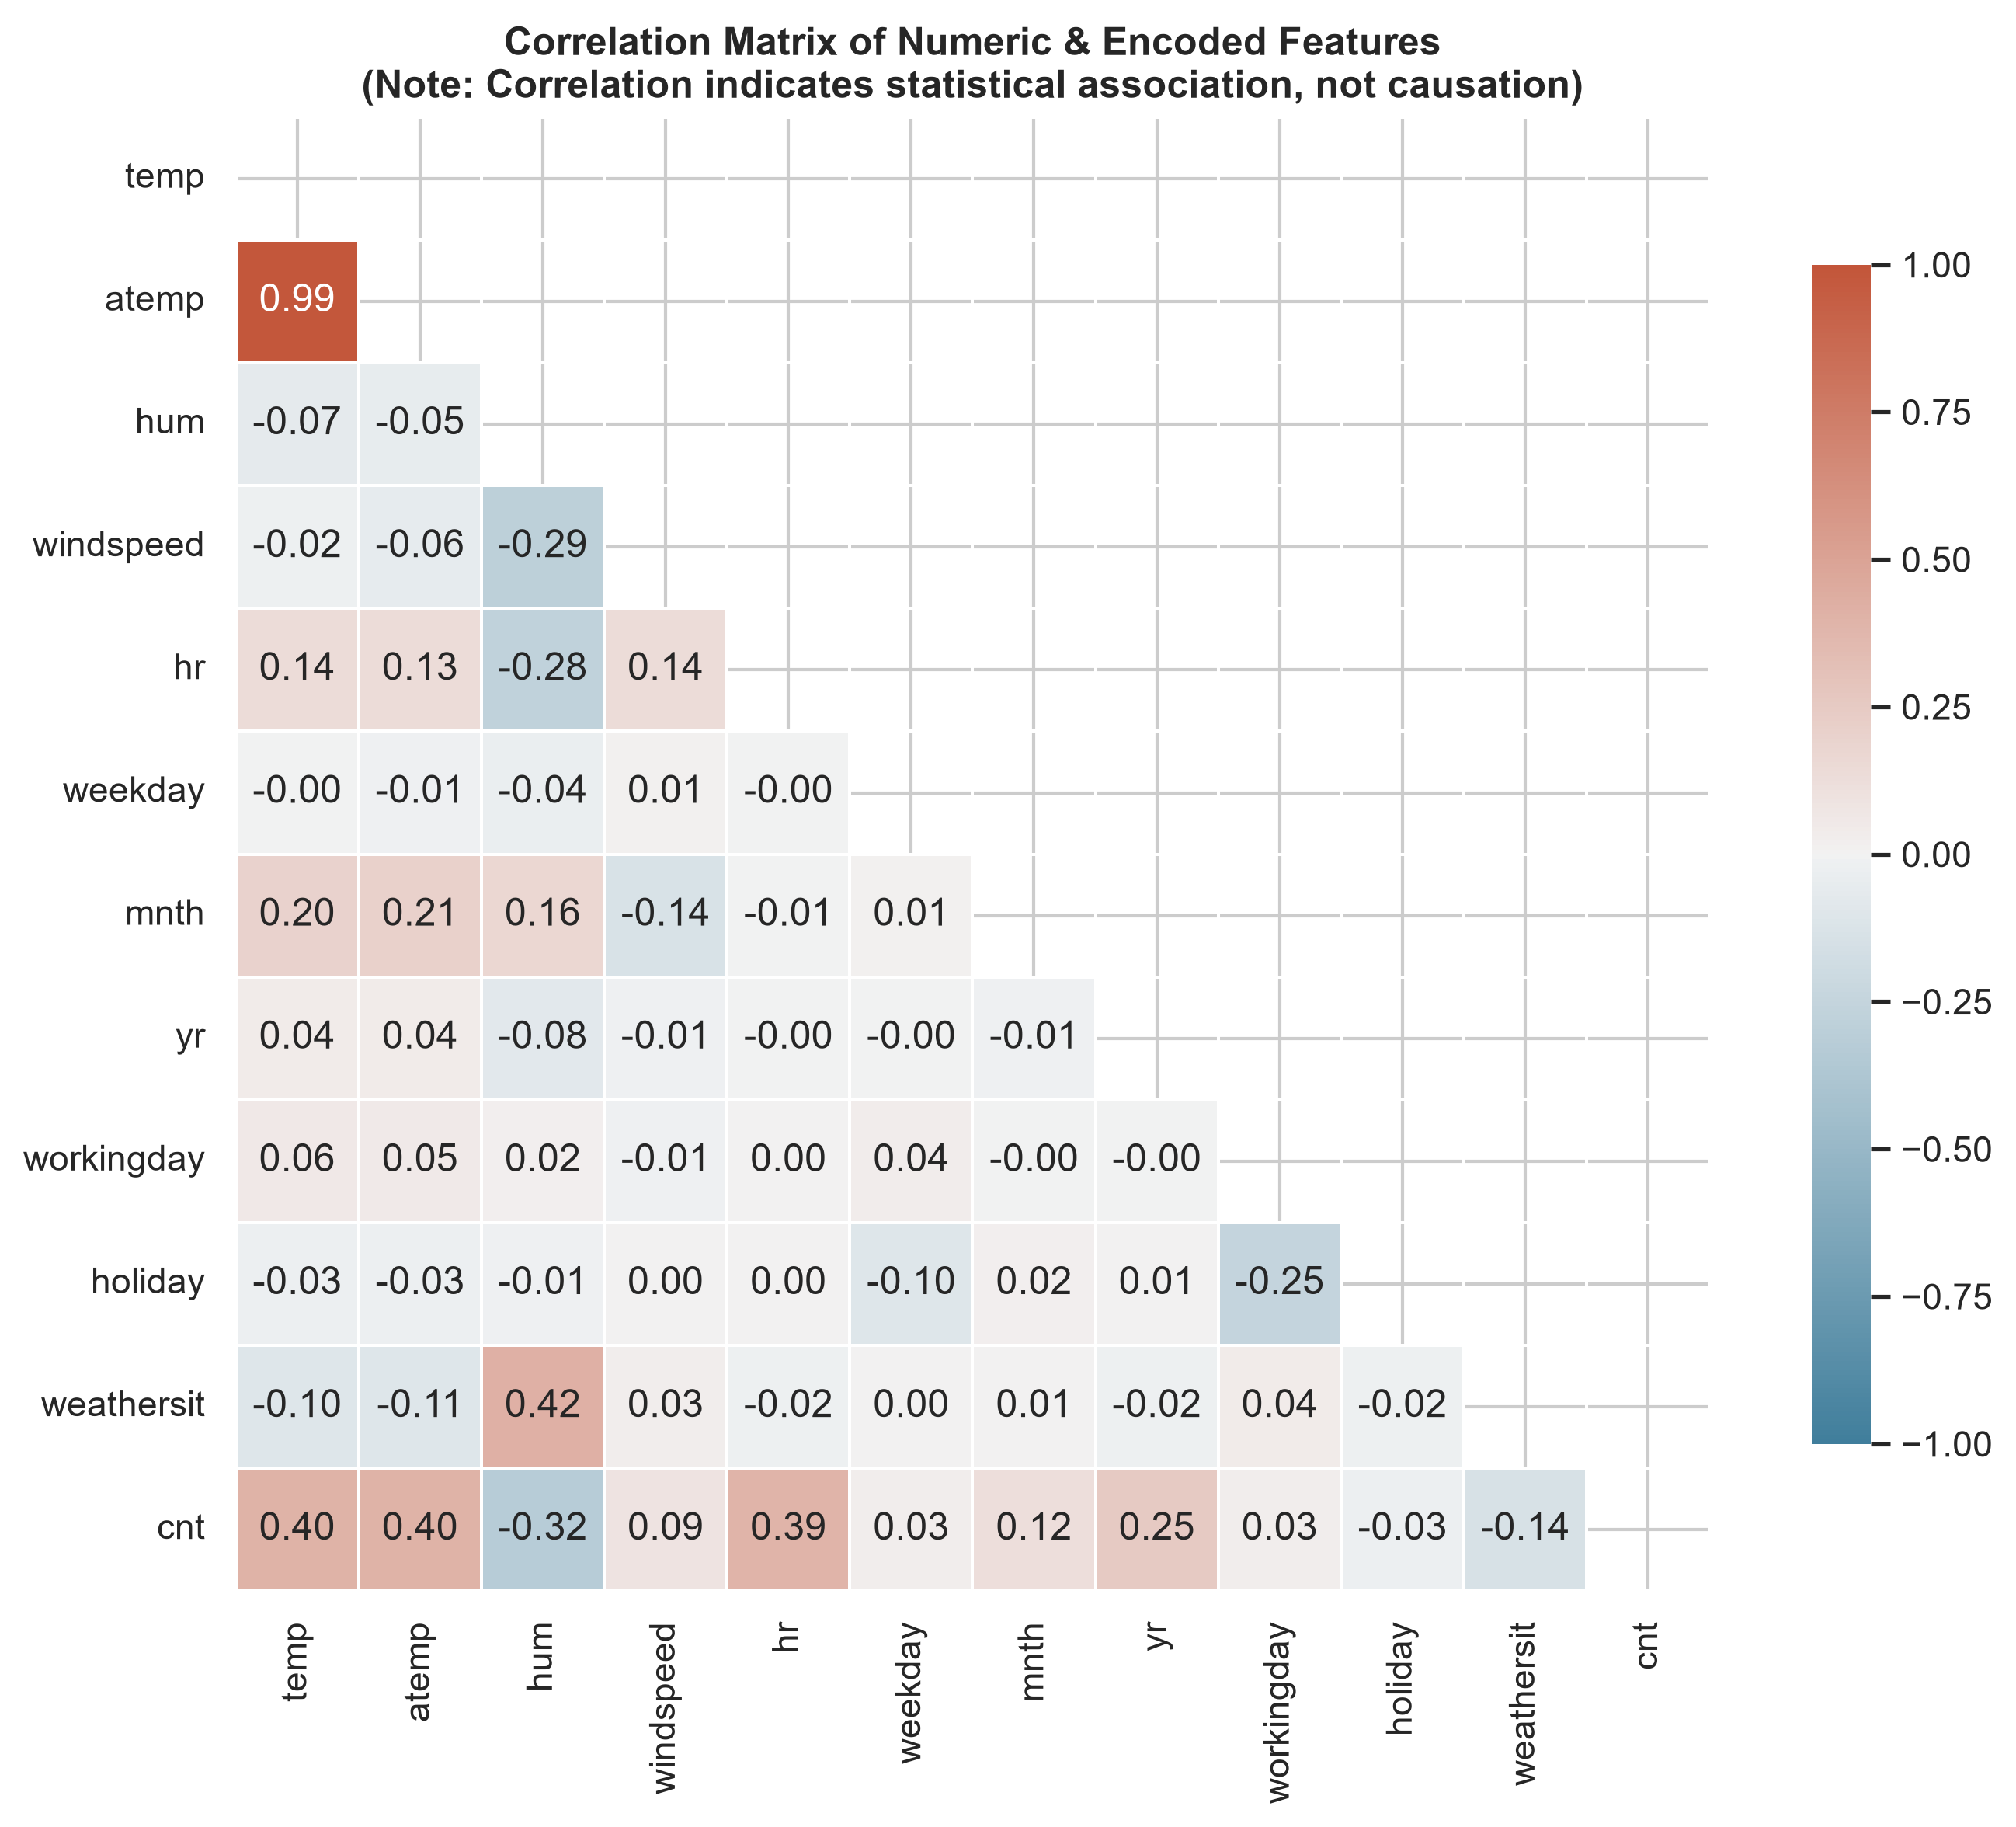 Correlation Matrix of Numeric & Encoded Features
(Note: Correlation indicates statistical association, not causation)
temp
atemp 0.99
hum -0.07 -0.05
windspeed -0.02 -0.06 -0.29
hr 0.14 0.13 -0.28 0.14
weekday -0.00 -0.01 -0.04 0.01 -0.00
mnth 0.20 0.21 0.16 -0.14 -0.01 0.01
yr 0.04 0.04 -0.08 -0.01 -0.00 -0.00 -0.01
workingday 0.06 0.05 0.02 -0.01 0.00 0.04 -0.00 -0.00
holiday -0.03 -0.03 -0.01 0.00 0.00 -0.10 0.02 0.01 -0.25
weathersit -0.10 -0.11 0.42 0.03 -0.02 0.00 0.01 -0.02 0.04 -0.02
cnt 0.40 0.40 -0.32 0.09 0.39 0.03 0.12 0.25 0.03 -0.03 -0.14
temp atemp hum windspeed hr weekday mnth yr workingday holiday weathersit cnt
1.00
0.75
0.50
0.25
0.00
−0.25
−0.50
−0.75
−1.00